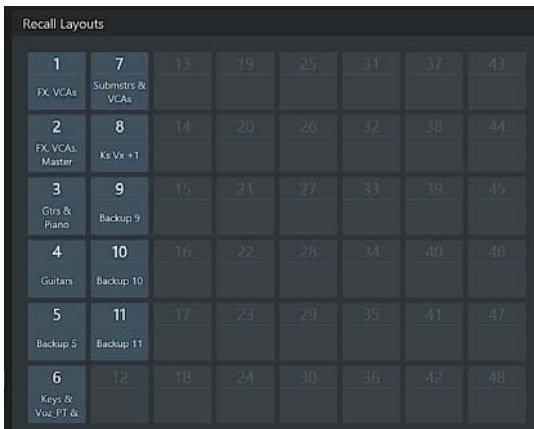 Recall Layouts
1 7 13 19 25 31 37 43
FX, VCAs
Submstrs &
VCAs
2 8 14 20 26 32 38 44
FX, VCAs,
Master
Ks Vx +1
3 9 15 21 27 33 39 45
Gtrs &
Piano
Backup 9
4 10 16 22 28 34 40 46
Guitars Backup 10
5 11 17 23 29 35 41 47
Backup 5 Backup 11
6 12 18 24 30 36 42 48
Keys &
Voz_PT &